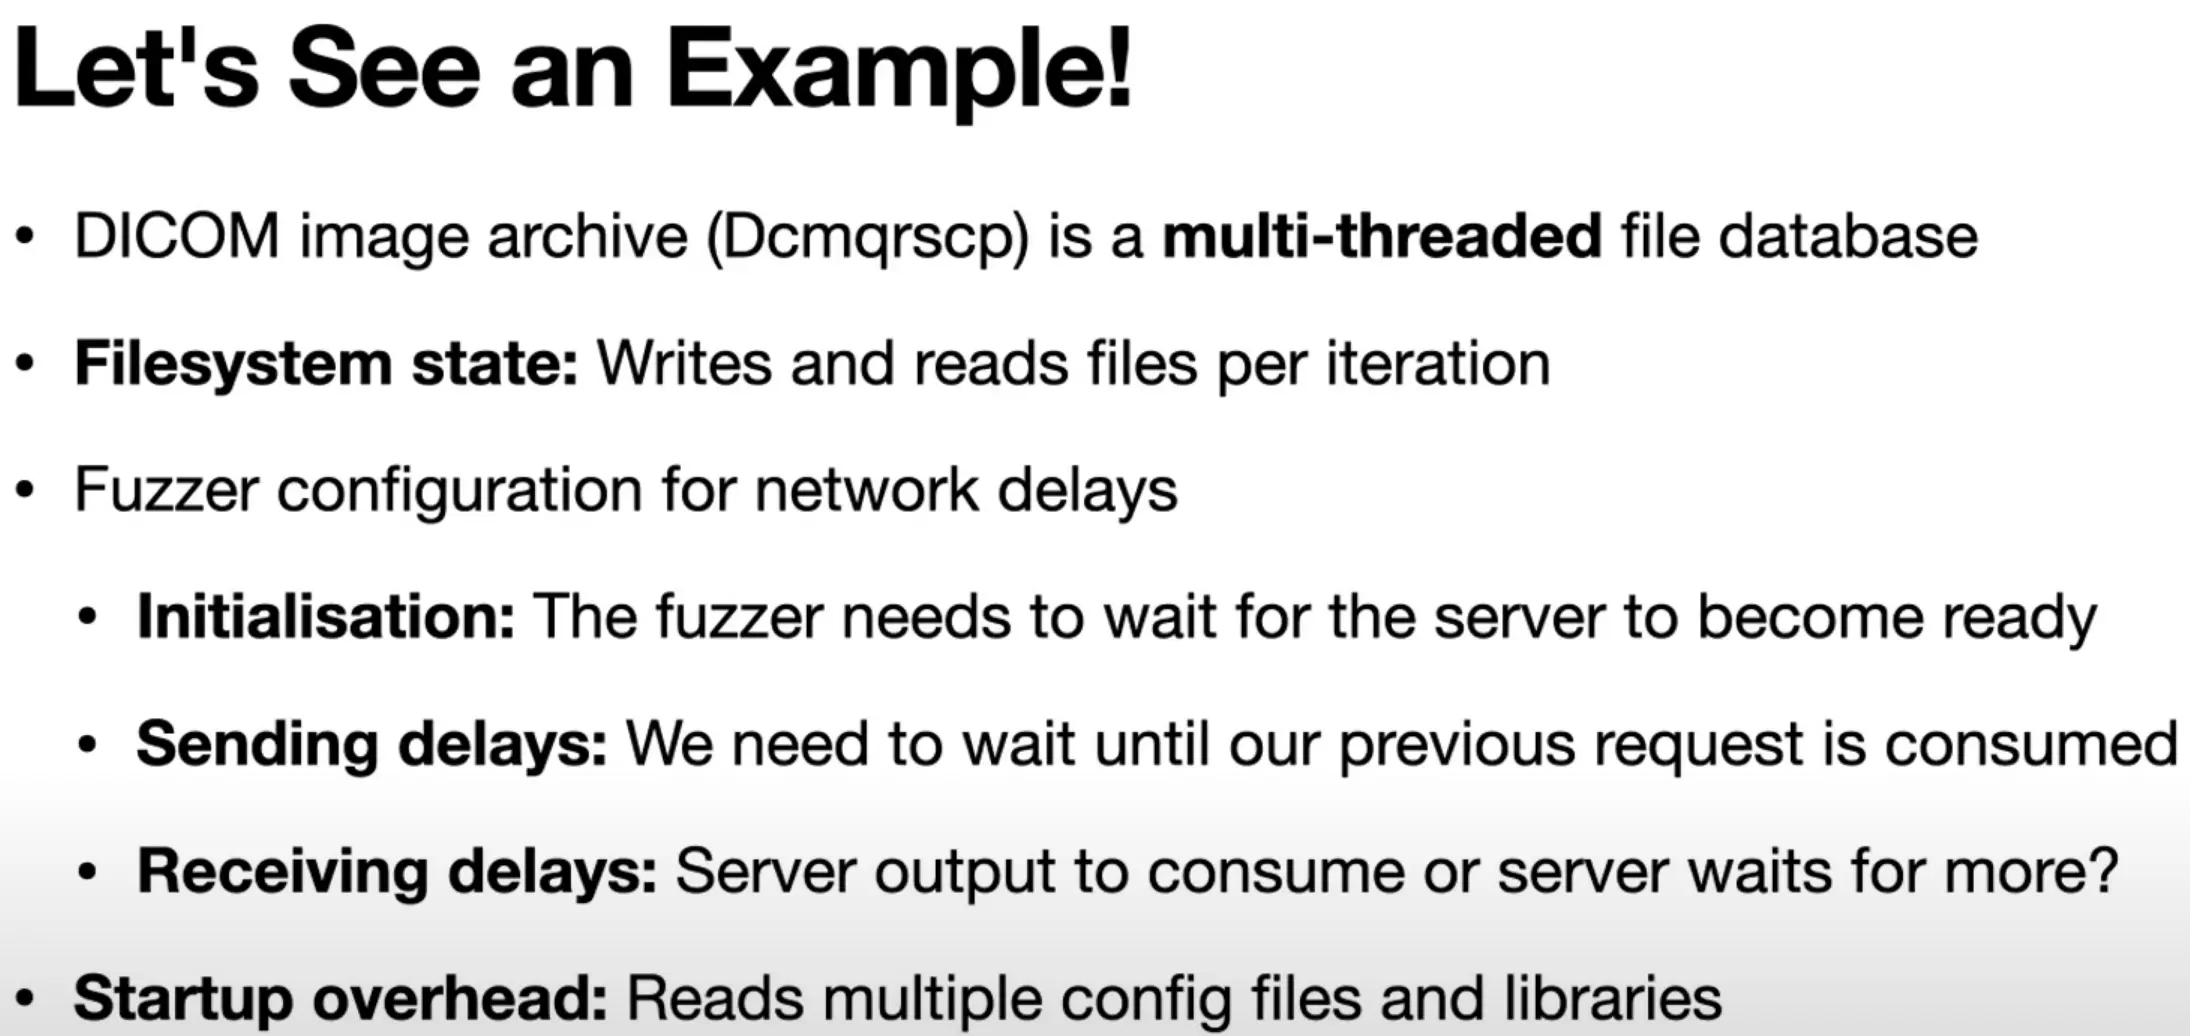 Let's See an Example!
• DICOM image archive (Dcmqrscp) is a multi-threaded file database
• Filesystem state: Writes and reads files per iteration
• Fuzzer configuration for network delays
• Initialisation: The fuzzer needs to wait for the server to become ready
• Sending delays: We need to wait until our previous request is consumed
• Receiving delays: Server output to consume or server waits for more?
• Startup overhead: Reads multiple config files and libraries